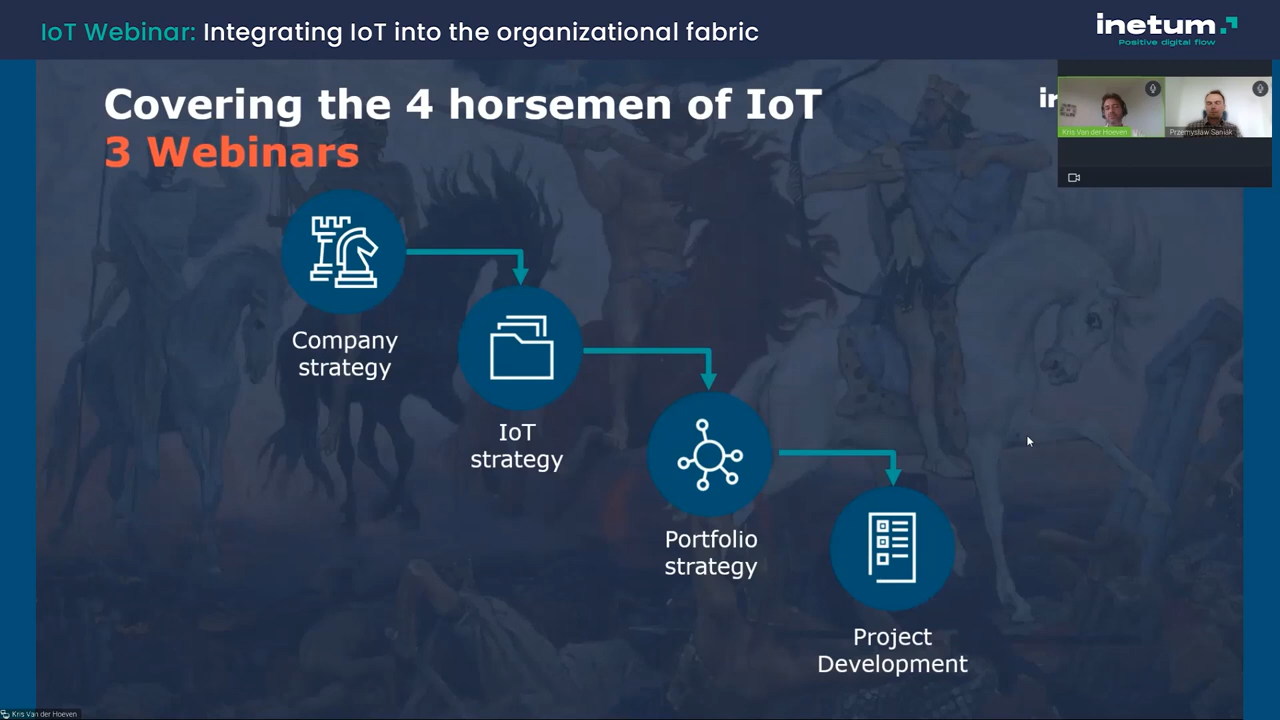 IoT Webinar: Integrating IoT into the organizational fabric
inetum
Positive digital flow
Covering the 4 horsemen of IoT
3 Webinars
Kris Van der Hoeven
Przemysław Saniak
Company
strategy
IoT
strategy
Portfolio
strategy
Project
Development
Kris Van der Hoeven